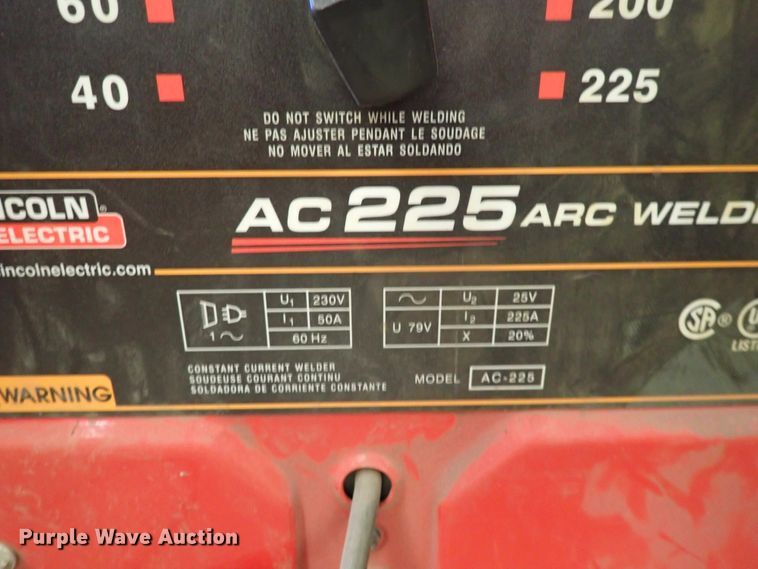 60
200
40
225
DO NOT SWITCH WHILE WELDING
NE PAS AJUSTER PENDANT LE SOUDAGE
NO MOVER AL ESTAR SOLDANDO
NCOLN ®
ELECTRIC
AC 225 ARC WELDE
incolnelectric.com
U1 230V
I1 50A
1~ 60 Hz
U2 25V
U 79V I2 225A
X 20%
SA ®
LIST
CONSTANT CURRENT WELDER
SOUDEUSE COURANT CONTINU
SOLDADORA DE CORRIENTE CONSTANTE
MODEL AC-225
WARNING
Purple Wave Auction®